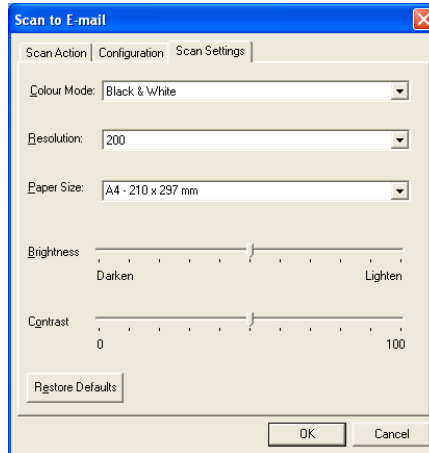 Scan to E-mail
Scan Action Configuration Scan Settings
Colour Mode: Black & White
Resolution: 200
Paper Size: A4 - 210 x 297 mm
Brightness
Darken Lighten
Contrast
0 100
Restore Defaults
OK Cancel